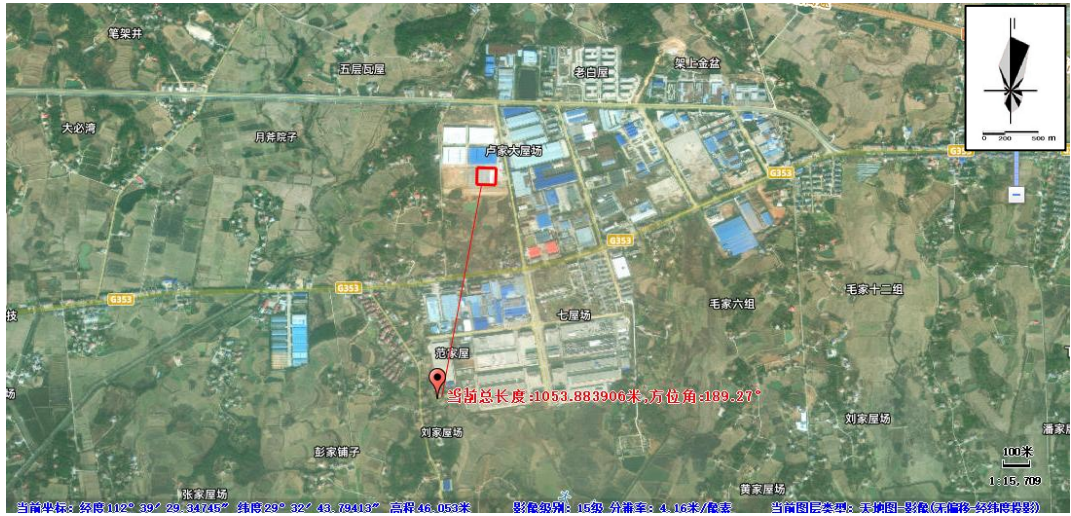 笔架井
五层瓦屋
老白屋
架上金盆
大必湾
月斧院子
卢家大屋场
0 200 500 m
G353
G353
G353
G353
G353
G353
毛家六组
毛家十二组
七屋场
技
范家屋
场
当前总长度:1053.883906米,方位角:189.27°
刘家屋场
刘家屋场
彭家铺子
潘家
张家屋场
黄家屋场
100米
1:15,709
当前坐标: 经度112°39′29.34745″ 纬度29°32′43.79413″ 高程46.053米 影像级别: 15级 分辨率: 4.16米/像素 当前图层类型: 天地图-影像(无偏移-经纬度投影)